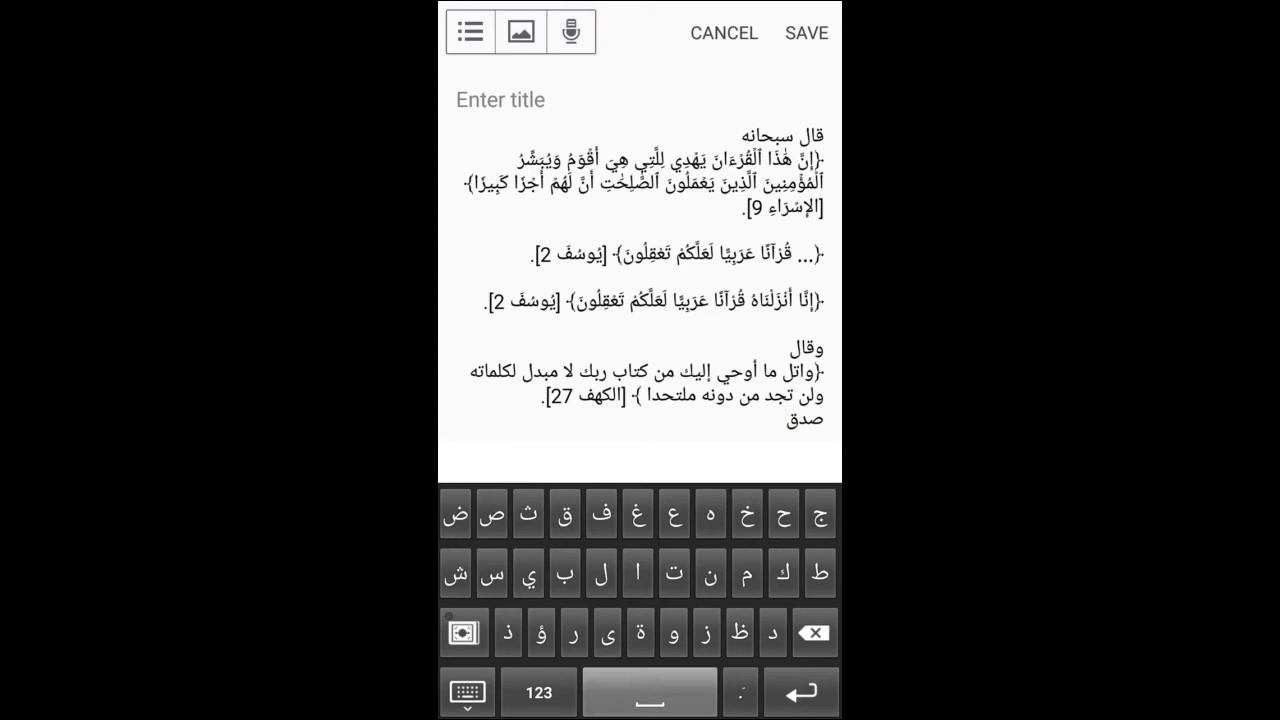 CANCEL SAVE
Enter title
قال سبحانه
﴿إِنَّ هَٰذَا ٱلۡقُرۡءَانَ يَهۡدِي لِلَّتِي هِيَ أَقۡوَمُ وَيُبَشِّرُ
ٱلۡمُؤۡمِنِينَ ٱلَّذِينَ يَعۡمَلُونَ ٱلصَّٰلِحَٰتِ أَنَّ لَهُمۡ أَجۡرٗا كَبِيرٗا﴾
[الإسْرَاءِ 9].
﴿... قُرْآنًا عَرَبِيًّا لَعَلَّكُمْ تَعْقِلُونَ﴾ [يُوسُفَ 2].
﴿إِنَّا أَنْزَلْنَاهُ قُرْآنًا عَرَبِيًّا لَعَلَّكُمْ تَعْقِلُونَ﴾ [يُوسُفَ 2].
وقال
﴿واتل ما أوحي إليك من كتاب ربك لا مبدل لكلماته
ولن تجد من دونه ملتحدا ﴾ [الكهف 27].
صدق
ض ص ث ق ف غ ع ه خ ح ج
ش س ي ب ل ا ت ن م ك ط
ذ ؤ ر ى ة و ز ظ د
123 .